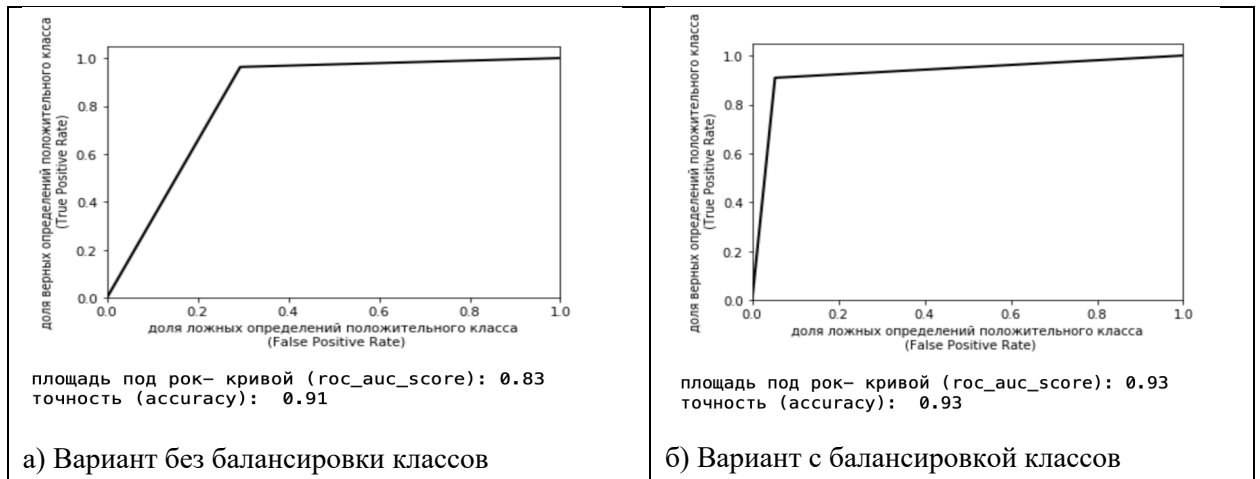 доля верных определений положительного класса
(True Positive Rate)
1.0
0.8
0.6
0.4
0.2
0.0
0.0 0.2 0.4 0.6 0.8 1.0
доля ложных определений положительного класса
(False Positive Rate)
площадь под рок– кривой (roc_auc_score): 0.83
точность (accuracy): 0.91
а) Вариант без балансировки классов
доля верных определений положительного класса
(True Positive Rate)
1.0
0.8
0.6
0.4
0.2
0.0
0.0 0.2 0.4 0.6 0.8 1.0
доля ложных определений положительного класса
(False Positive Rate)
площадь под рок– кривой (roc_auc_score): 0.93
точность (accuracy): 0.93
б) Вариант с балансировкой классов